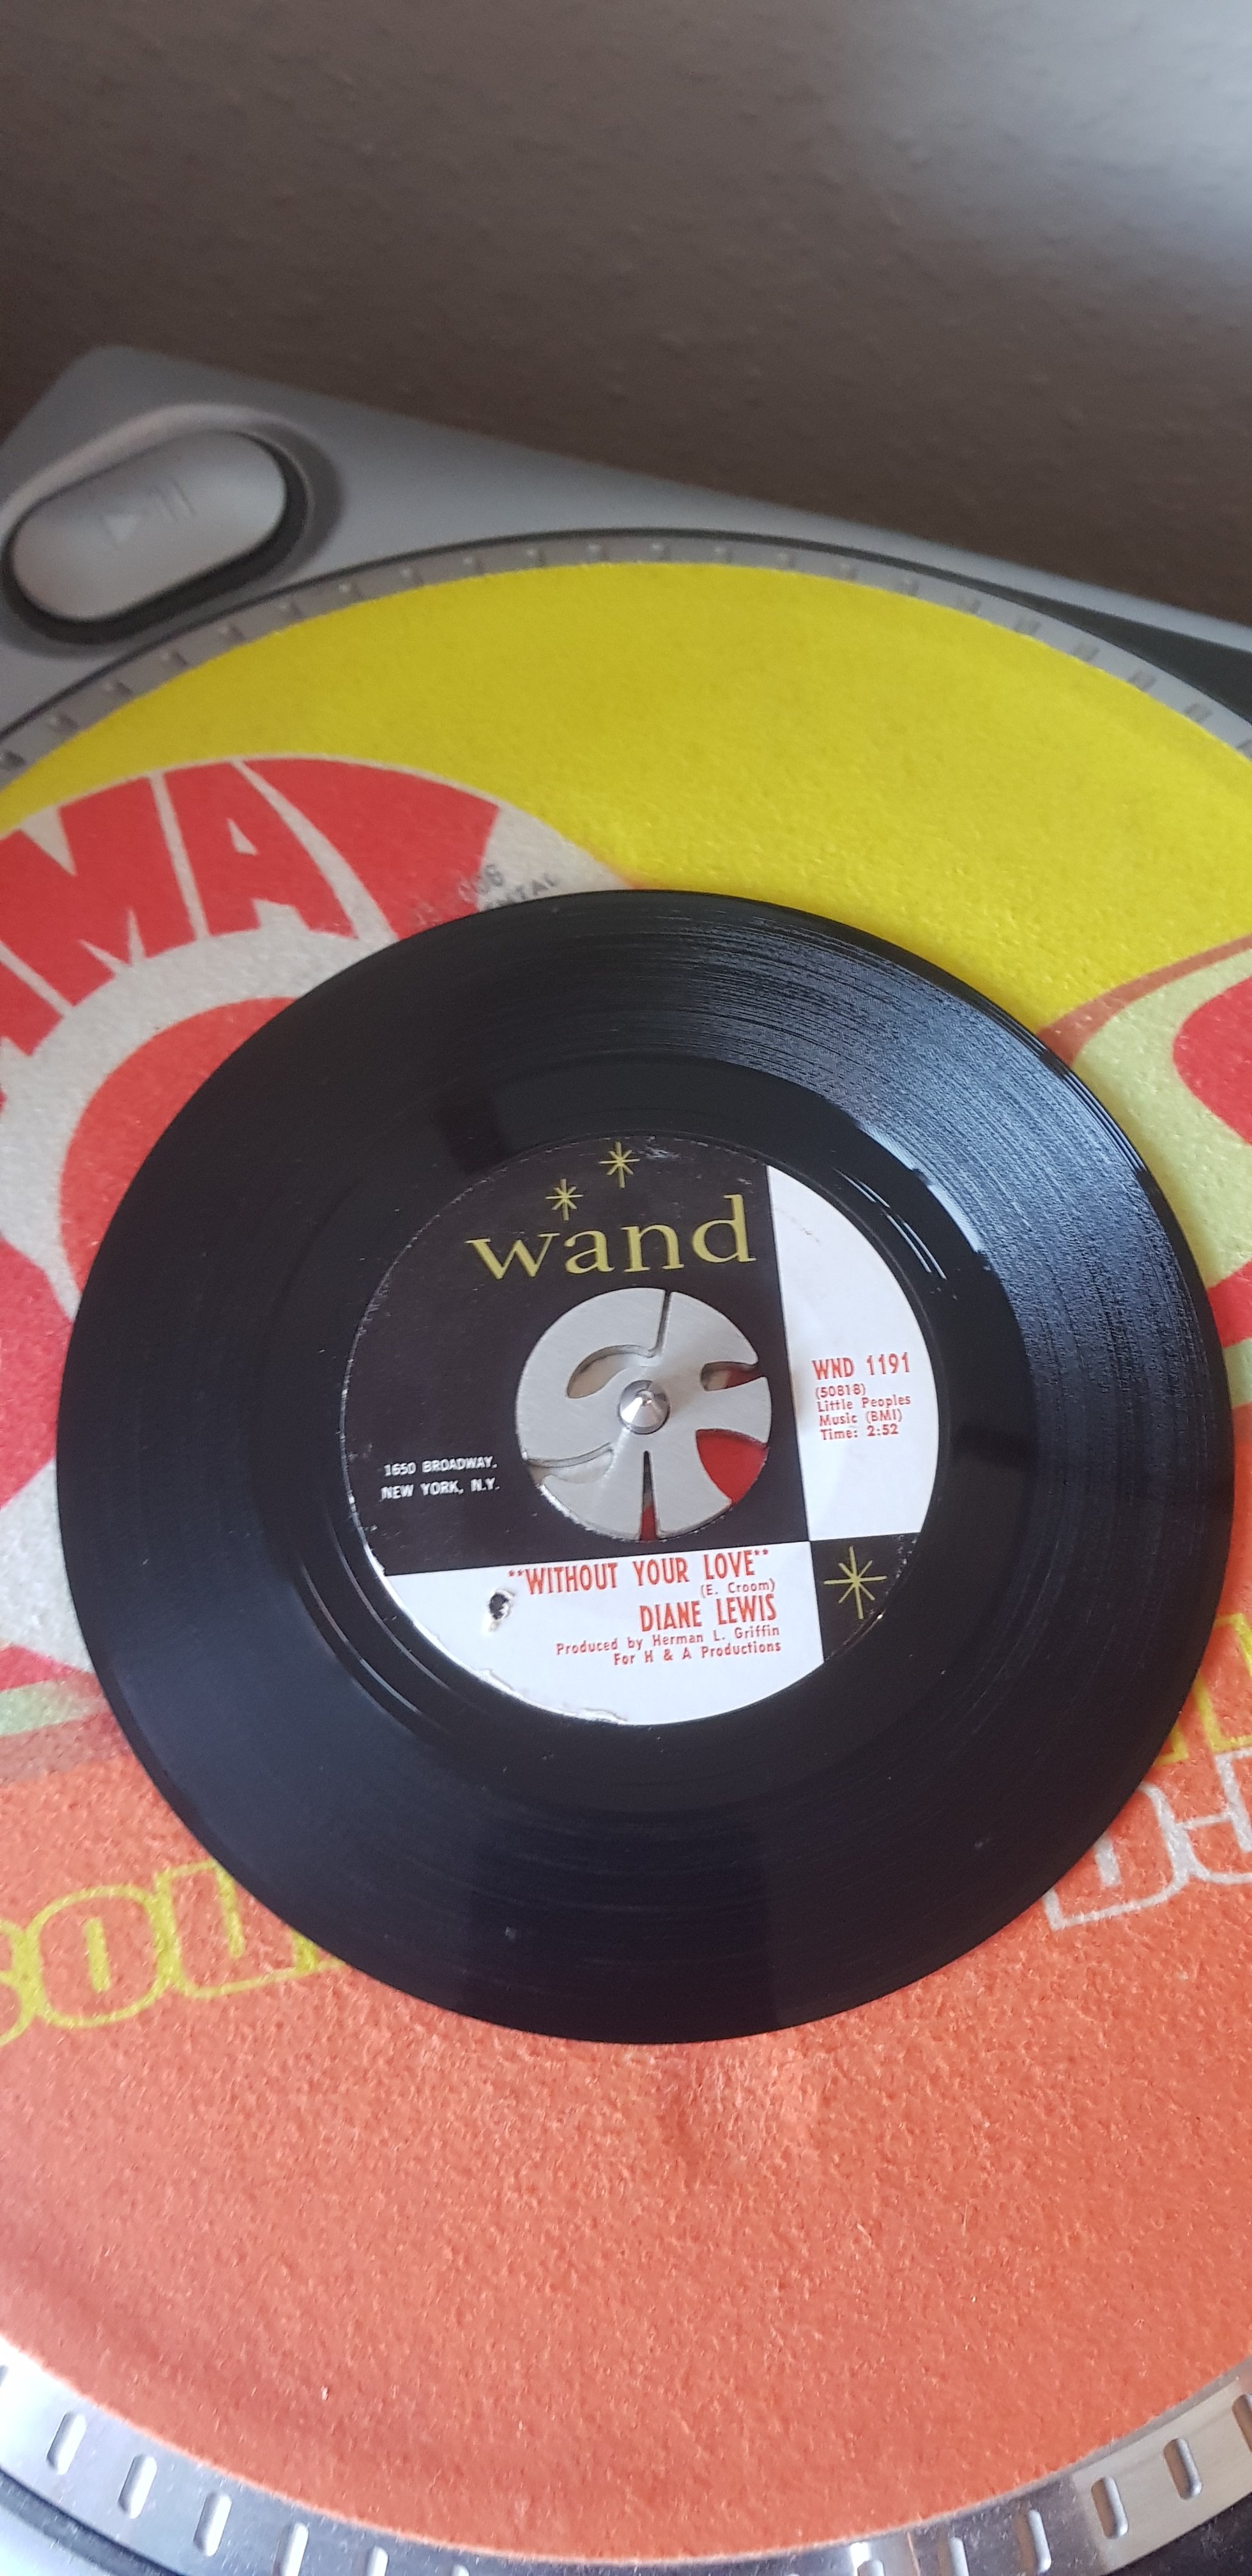 MA
wand
WND 1191
(50818)
Little Peoples
Music (BMI)
Time: 2:52
1650 BROADWAY.
NEW YORK, N.Y.
"WITHOUT YOUR LOVE"
(E. Croom)
DIANE LEWIS
Produced by Herman L. Griffin
For H & A Productions